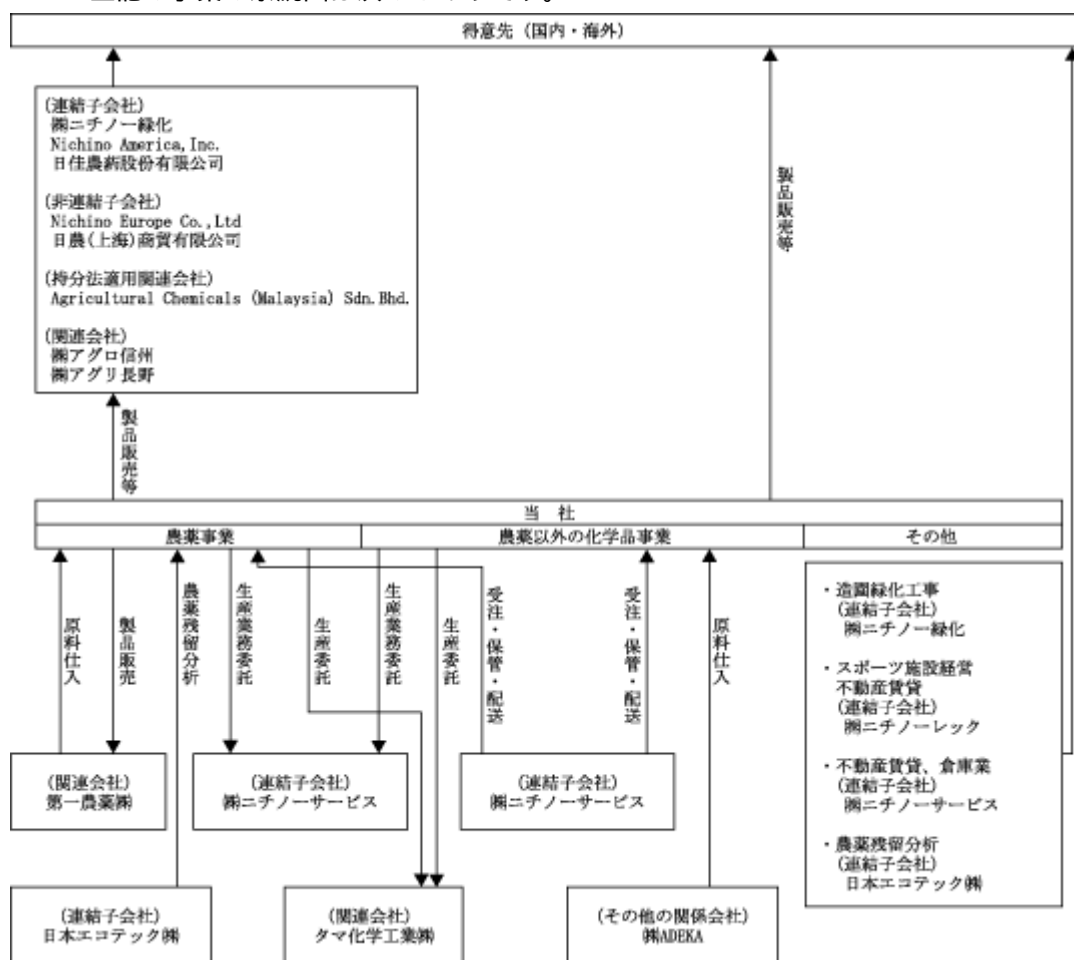 得意先（国内・海外）
(連結子会社)
㈱ニチノー緑化
Nichino America,Inc.
日佳農葯股份有限公司
(非連結子会社)
Nichino Europe Co.,Ltd
日農(上海)商貿有限公司
(持分法適用関連会社)
Agricultural Chemicals (Malaysia) Sdn.Bhd.
(関連会社)
㈱アグロ信州
㈱アグリ長野
製品販売等
製品販売等
当　社
農薬事業
農薬以外の化学品事業
その他
原料仕入
製品販売
農薬残留分析
生産業務委託
生産委託
生産業務委託
生産委託
受注・保管・配送
受注・保管・配送
原料仕入
・造園緑化工事
(連結子会社)
㈱ニチノー緑化
・スポーツ施設経営
不動産賃貸
(連結子会社)
㈱ニチノーレック
・不動産賃貸、倉庫業
(連結子会社)
㈱ニチノーサービス
・農薬残留分析
(連結子会社)
日本エコテック㈱
(関連会社)
第一農薬㈱
(連結子会社)
㈱ニチノーサービス
(連結子会社)
㈱ニチノーサービス
(連結子会社)
日本エコテック㈱
(関連会社)
タマ化学工業㈱
(その他の関係会社)
㈱ADEKA